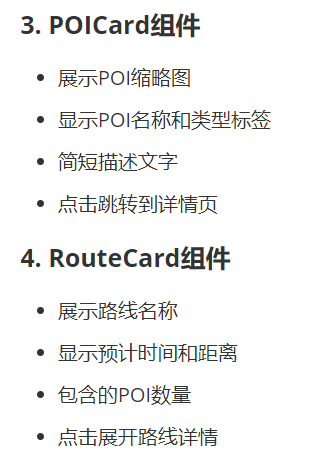 3. POICard组件
展示POI缩略图
显示POI名称和类型标签
简短描述文字
点击跳转到详情页
4. RouteCard组件
展示路线名称
显示预计时间和距离
包含的POI数量
点击展开路线详情